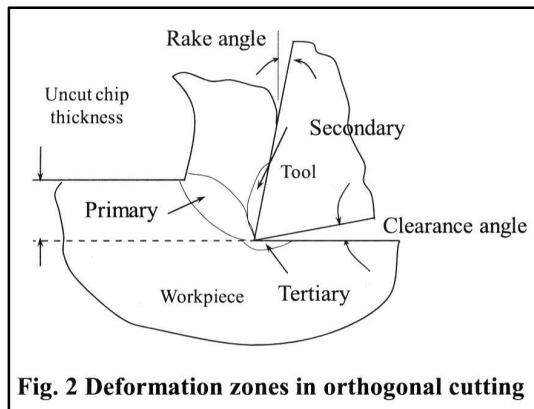 Rake angle
Uncut chip
thickness
Secondary
Tool
Primary
Clearance angle
Workpiece
Tertiary
Fig. 2 Deformation zones in orthogonal cutting